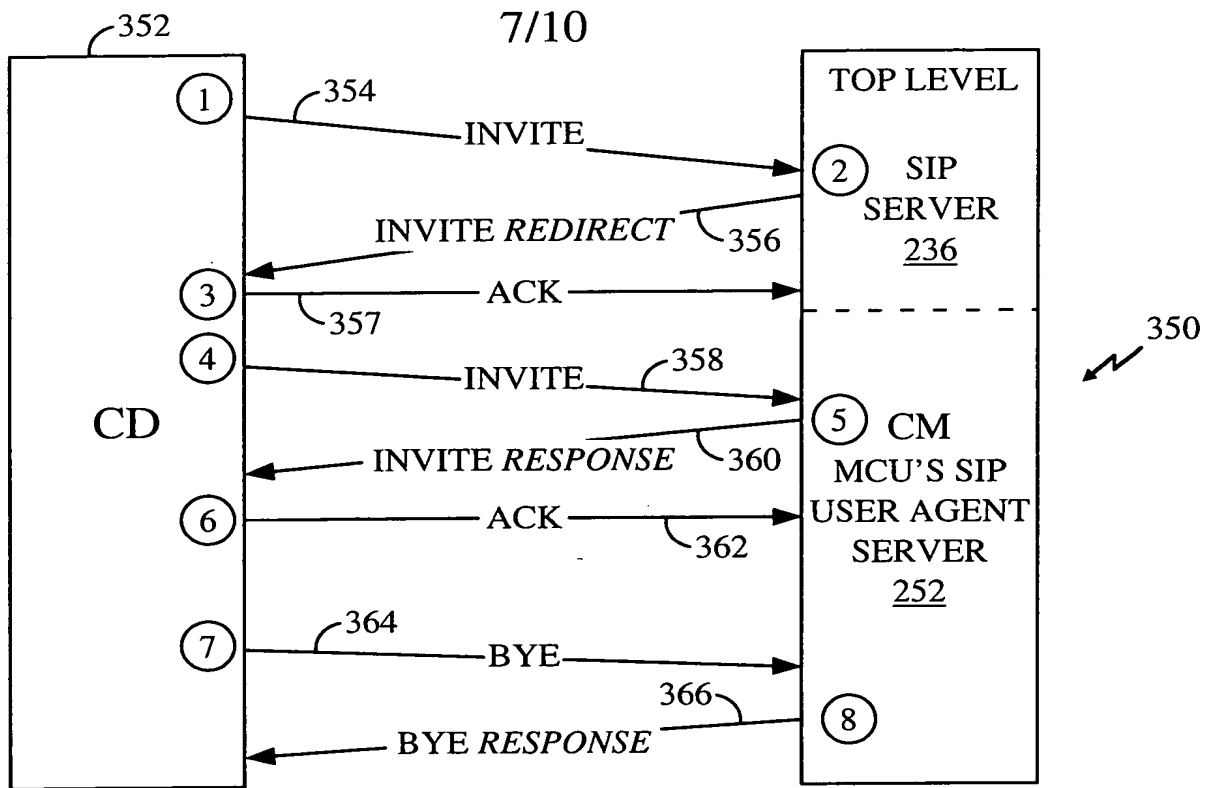 7/10
352
TOP LEVEL
1
354
INVITE
2
SIP
SERVER
236
INVITE REDIRECT
356
3
ACK
357
350
4
358
INVITE
5
CD
CM
INVITE RESPONSE
360
MCU'S SIP
USER AGENT
SERVER
252
6
ACK
362
7
364
BYE
366
8
BYE RESPONSE